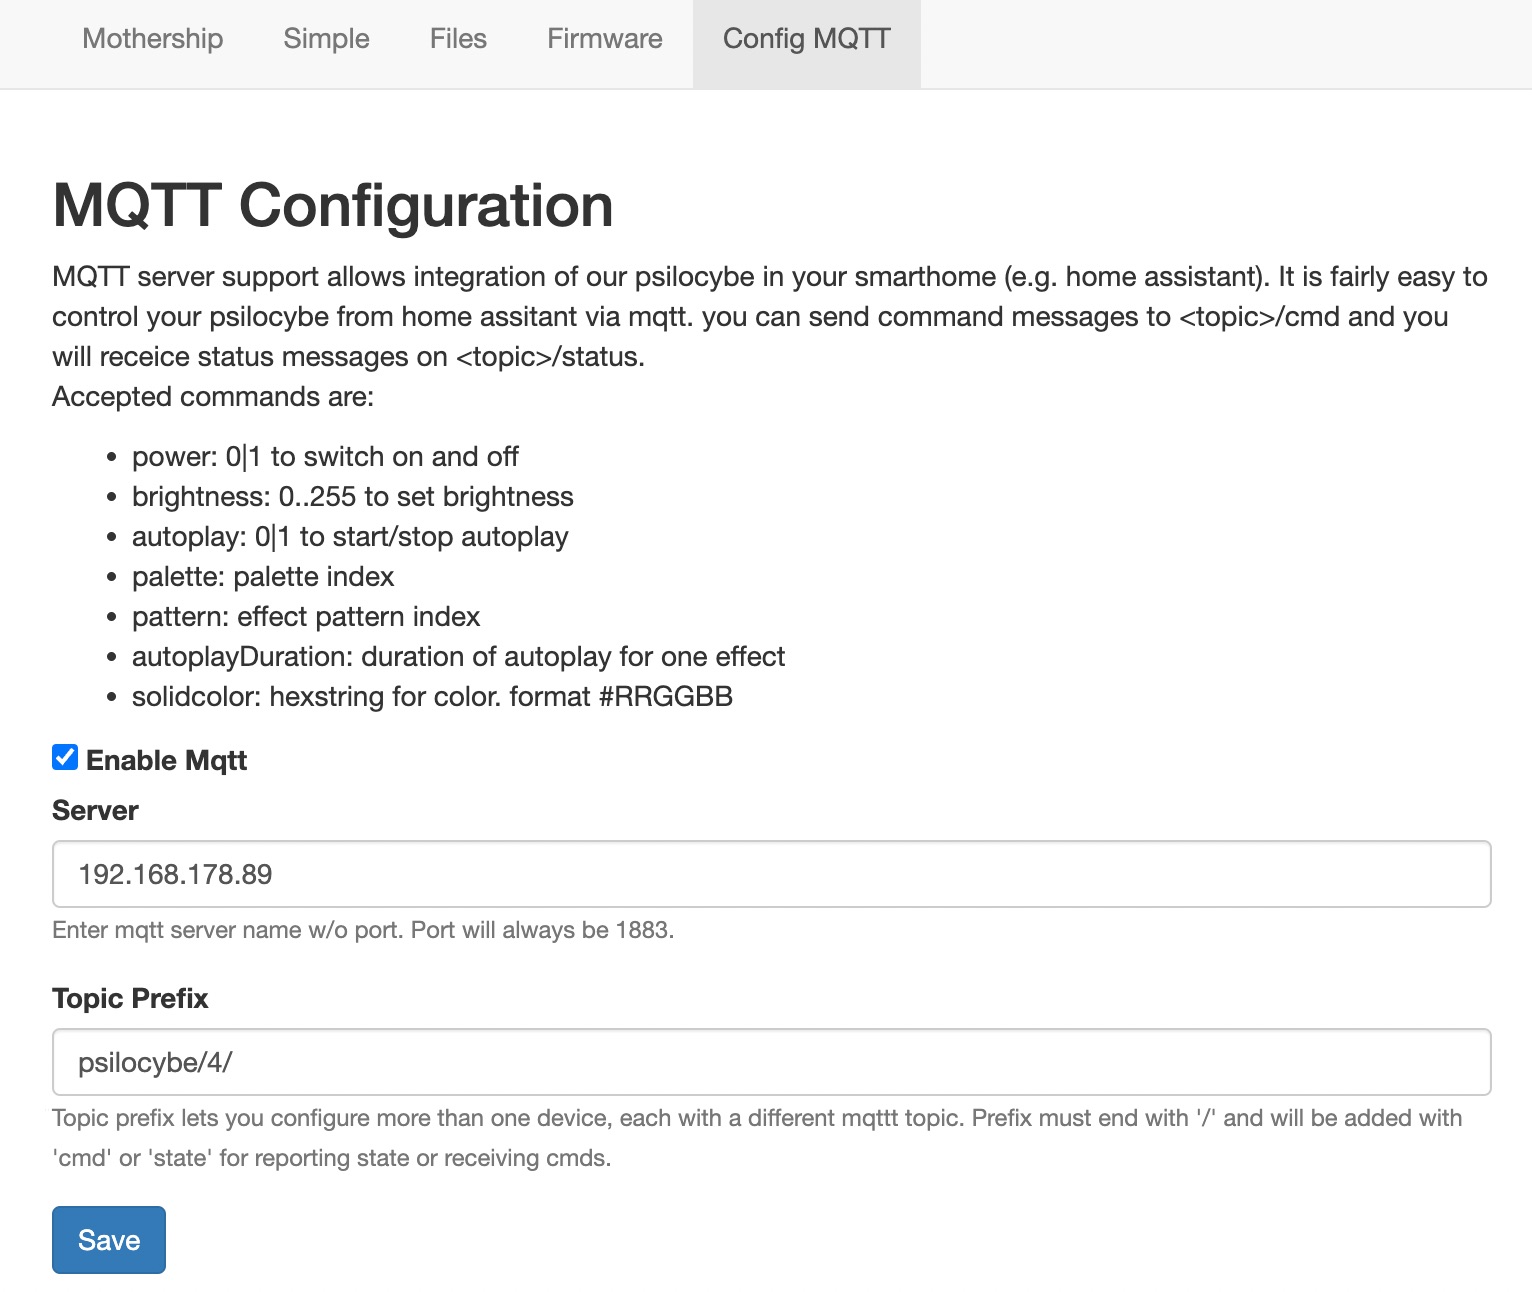 Mothership Simple Files Firmware Config MQTT
MQTT Configuration
MQTT server support allows integration of our psilocybe in your smarthome (e.g. home assistant). It is fairly easy to
control your psilocybe from home assitant via mqtt. you can send command messages to <topic>/cmd and you
will receice status messages on <topic>/status.
Accepted commands are:
• power: 0|1 to switch on and off
• brightness: 0..255 to set brightness
• autoplay: 0|1 to start/stop autoplay
• palette: palette index
• pattern: effect pattern index
• autoplayDuration: duration of autoplay for one effect
• solidcolor: hexstring for color. format #RRGGBB
Enable Mqtt
Server
192.168.178.89
Enter mqtt server name w/o port. Port will always be 1883.
Topic Prefix
psilocybe/4/
Topic prefix lets you configure more than one device, each with a different mqttt topic. Prefix must end with '/' and will be added with
'cmd' or 'state' for reporting state or receiving cmds.
Save